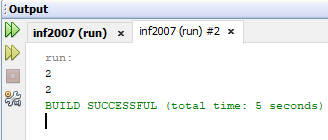 Output
inf2007 (run) × inf2007 (run) #2 ×
run:
2
2
BUILD SUCCESSFUL (total time: 5 seconds)